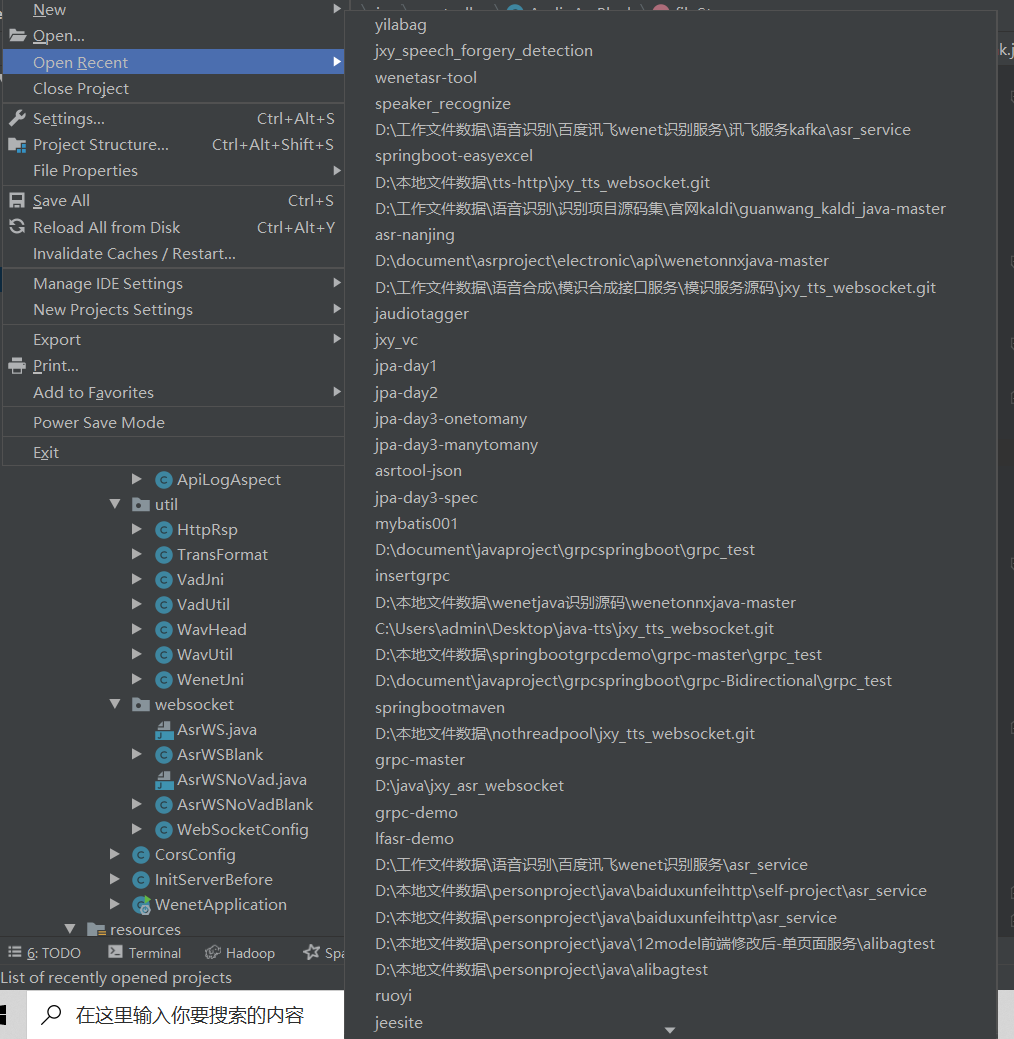 New
Open...
Open Recent
Close Project
Settings... Ctrl+Alt+S
Project Structure... Ctrl+Alt+Shift+S
File Properties
Save All Ctrl+S
Reload All from Disk Ctrl+Alt+Y
Invalidate Caches / Restart...
Manage IDE Settings
New Projects Settings
Export
Print...
Add to Favorites
Power Save Mode
Exit
ApiLogAspect
util
HttpRsp
TransFormat
VadJni
VadUtil
WavHead
WavUtil
WenetJni
websocket
AsrWS.java
AsrWSBlank
AsrWSNoVad.java
AsrWSNoVadBlank
WebSocketConfig
CorsConfig
InitServerBefore
WenetApplication
resources
6: TODO Terminal Hadoop Spa
List of recently opened projects
在这里输入你要搜索的内容
yilabag
jxy_speech_forgery_detection
wenetasr-tool
speaker_recognize
D:\工作文件数据\语音识别\百度讯飞wenet识别服务\讯飞服务kafka\asr_service
springboot-easyexcel
D:\本地文件数据\tts-http\jxy_tts_websocket.git
D:\工作文件数据\语音识别\识别项目源码集\官网kaldi\guanwang_kaldi_java-master
asr-nanjing
D:\document\asrproject\electronic\api\wenetonnxjava-master
D:\工作文件数据\语音合成\模识合成接口服务\模识服务源码\jxy_tts_websocket.git
jaudiotagger
jxy_vc
jpa-day1
jpa-day2
jpa-day3-onetomany
jpa-day3-manytomany
asrtool-json
jpa-day3-spec
mybatis001
D:\document\javaproject\grpcspringboot\grpc_test
insertgrpc
D:\本地文件数据\wenetjava识别源码\wenetonnxjava-master
C:\Users\admin\Desktop\java-tts\jxy_tts_websocket.git
D:\本地文件数据\springbootgrpcdemo\grpc-master\grpc_test
D:\document\javaproject\grpcspringboot\grpc-Bidirectional\grpc_test
springbootmaven
D:\本地文件数据\nothreadpool\jxy_tts_websocket.git
grpc-master
D:\java\jxy_asr_websocket
grpc-demo
lfasr-demo
D:\工作文件数据\语音识别\百度讯飞wenet识别服务\asr_service
D:\本地文件数据\personproject\java\baiduxunfeihttp\self-project\asr_service
D:\本地文件数据\personproject\java\baiduxunfeihttp\asr_service
D:\本地文件数据\personproject\java\12model前端修改后-单页面服务\alibagtest
D:\本地文件数据\personproject\java\alibagtest
ruoyi
jeesite
k.j